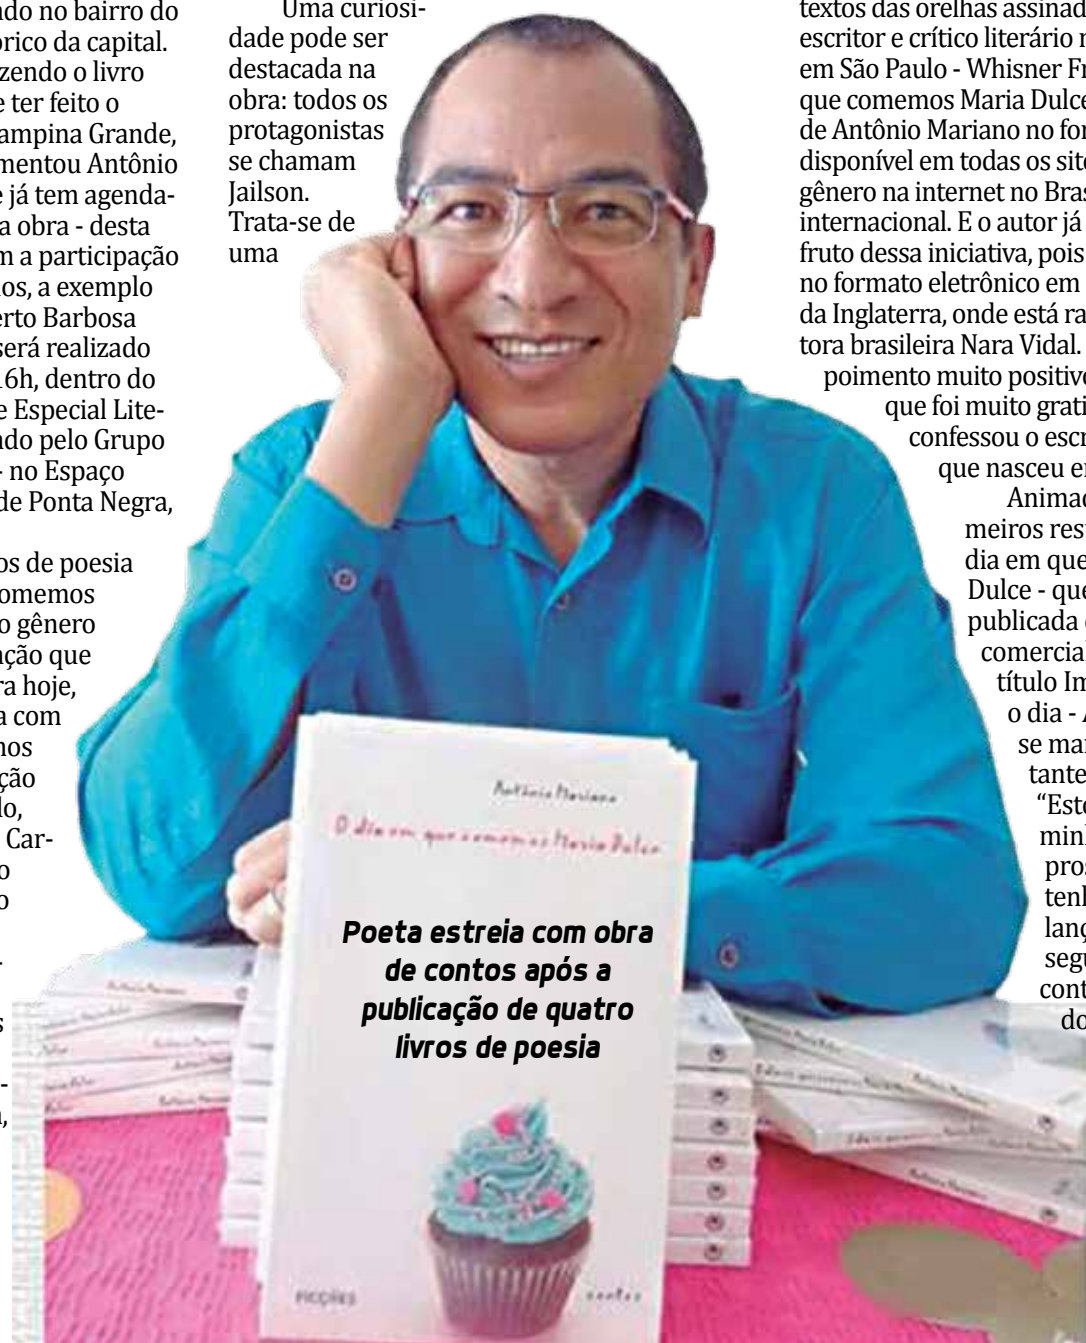 ndo no bairro do
órico da capital.
zendo o livro
e ter feito o
ampina Grande,
mentou Antônio
e já tem agenda-
a obra - desta
m a participação
os, a exemplo
erto Barbosa
será realizado
16h, dentro do
e Especial Lite-
ado pelo Grupo
- no Espaço
de Ponta Negra,
os de poesia
omemos
o gênero
ação que
ra hoje,
a com
nos
ção
lo,
Car-
o
o
s
-
,
Uma curiosi-
dade pode ser
destacada na
obra: todos os
protagonistas
se chamam
Jailson.
Trata-se de
uma
textos das orelhas assinad
escritor e crítico literário r
em São Paulo - Whisner Fr
que comemos Maria Dulce
de Antônio Mariano no for
disponível em todas os site
gênero na internet no Bras
internacional. E o autor já
fruto dessa iniciativa, pois
no formato eletrônico em
da Inglaterra, onde está ra
tora brasileira Nara Vidal.
poimento muito positivo
que foi muito grati
confessou o escr
que nasceu er
Animad
meiros rest
dia em que
Dulce - que
publicada
comercial
título Im
o dia - A
se mar
tante
“Esto
minh
pros
tenh
lanç
segu
cont
do
Antônio Mariano
O dia em que comemos Maria Dulce
Poeta estreia com obra
de contos após a
publicação de quatro
livros de poesia
contos